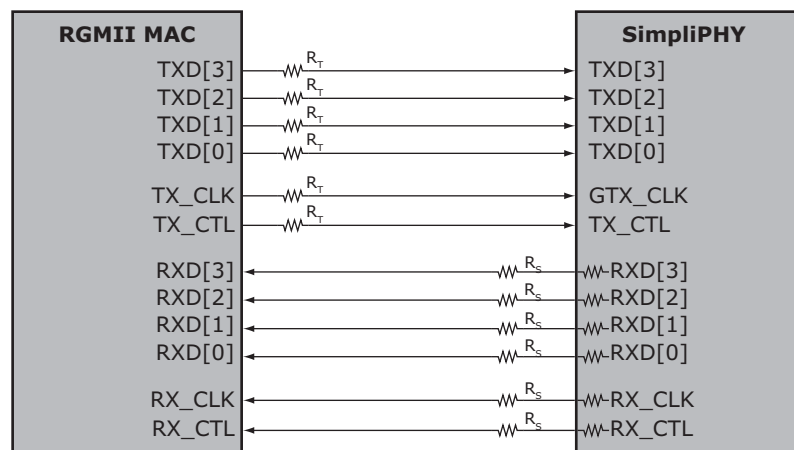 RGMII MAC SimpliPHY
TXD[3] R_T TXD[3]
TXD[2] R_T TXD[2]
TXD[1] R_T TXD[1]
TXD[0] R_T TXD[0]
TX_CLK R_T GTX_CLK
TX_CTL R_T TX_CTL
RXD[3] R_S RXD[3]
RXD[2] R_S RXD[2]
RXD[1] R_S RXD[1]
RXD[0] R_S RXD[0]
RX_CLK R_S RX_CLK
RX_CTL R_S RX_CTL